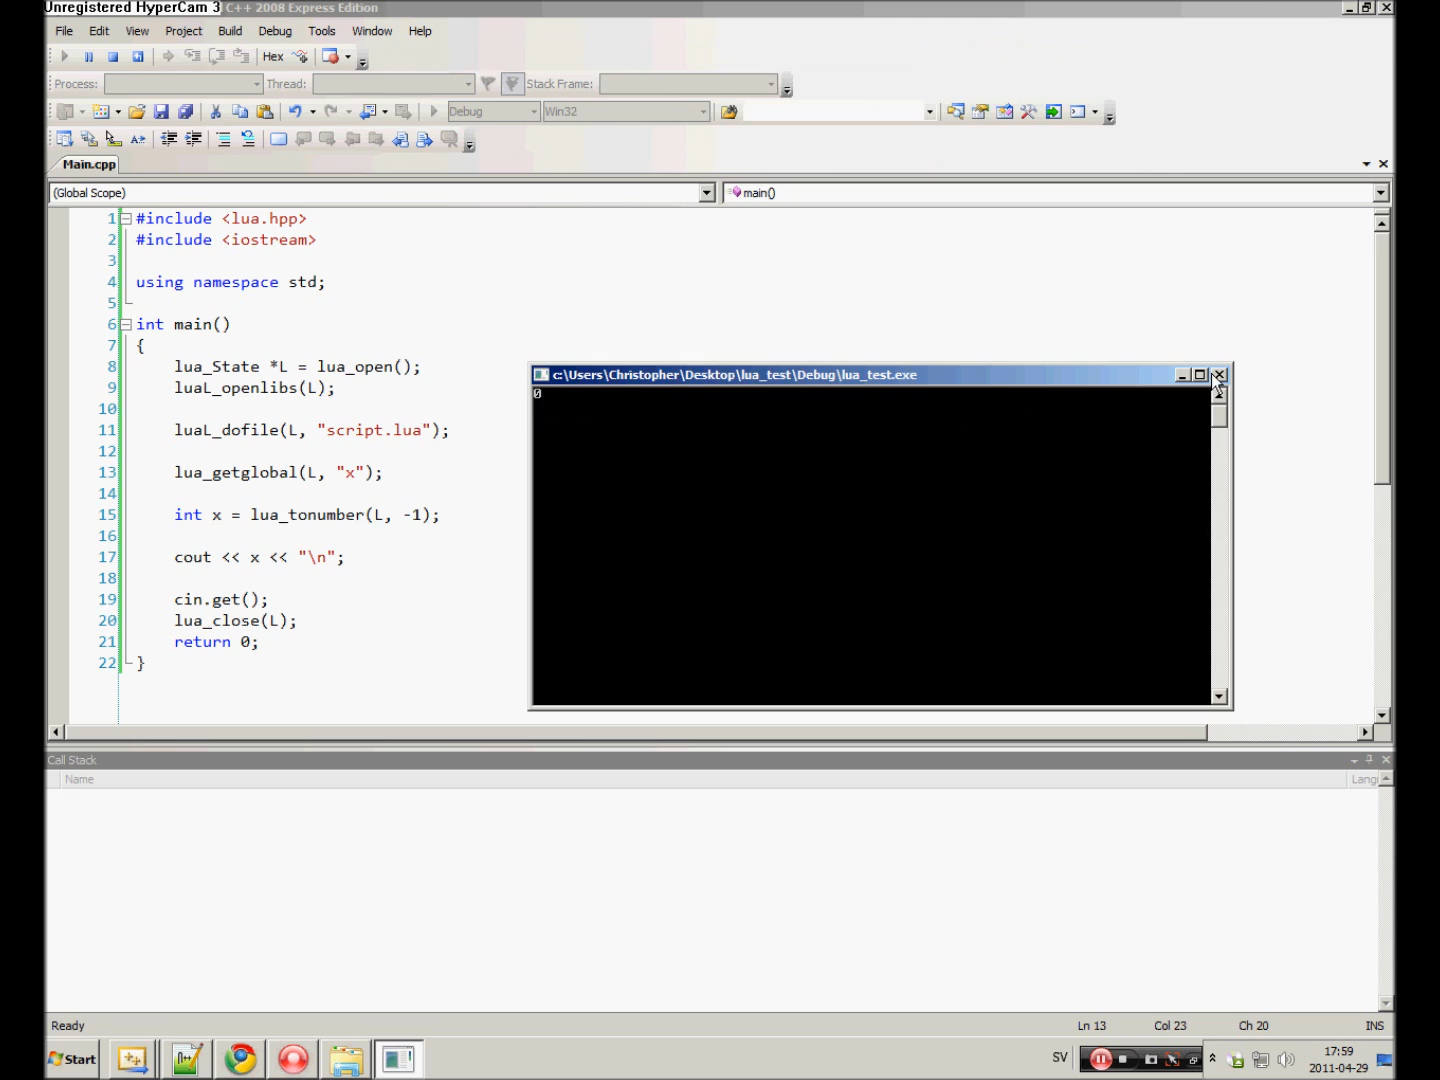 Unregistered HyperCam 3 C++ 2008 Express Edition
File Edit View Project Build Debug Tools Window Help
Hex
Process: Thread: Stack Frame:
Debug Win32
Main.cpp
(Global Scope) main()
1 #include <lua.hpp>
2 #include <iostream>
3
4 using namespace std;
5
6 int main()
7 {
8 lua_State *L = lua_open();
9 luaL_openlibs(L);
10
11 luaL_dofile(L, "script.lua");
12
13 lua_getglobal(L, "x");
14
15 int x = lua_tonumber(L, -1);
16
17 cout << x << "\n";
18
19 cin.get();
20 lua_close(L);
21 return 0;
22 }
c:\Users\Christopher\Desktop\lua_test\Debug\lua_test.exe
0
Call Stack
Name Lang
Ready Ln 13 Col 23 Ch 20 INS
Start SV 17:59
2011-04-29